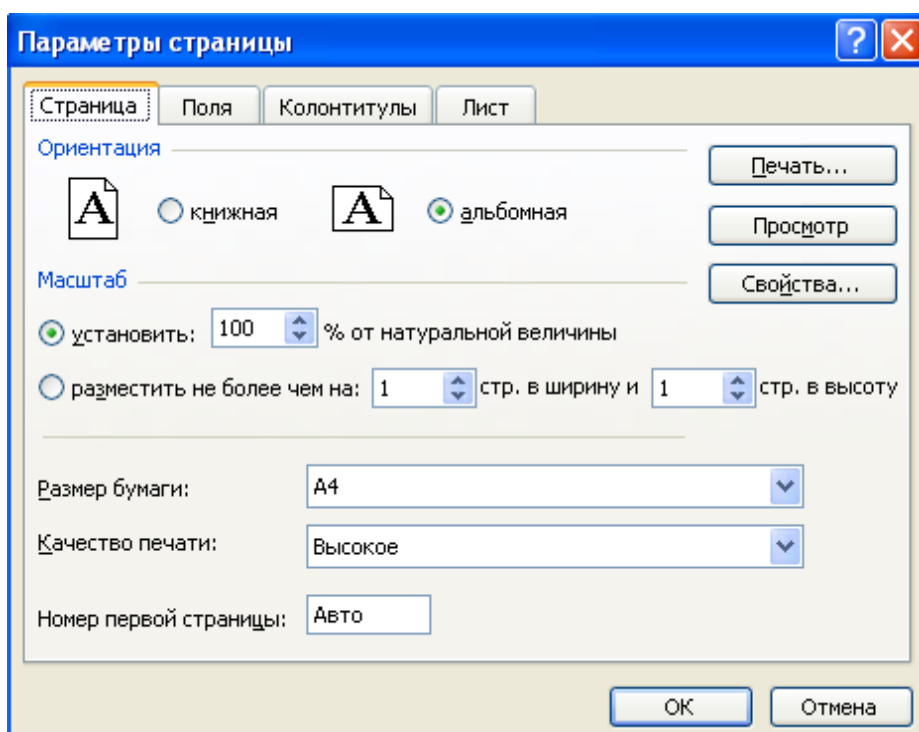 Параметры страницы
Страница Поля Колонтитулы Лист
Ориентация
Печать...
A книжная A альбомная
Просмотр
Масштаб
Свойства...
установить: 100 % от натуральной величины
разместить не более чем на: 1 стр. в ширину и 1 стр. в высоту
Размер бумаги: A4
Качество печати: Высокое
Номер первой страницы: Авто
ОК Отмена